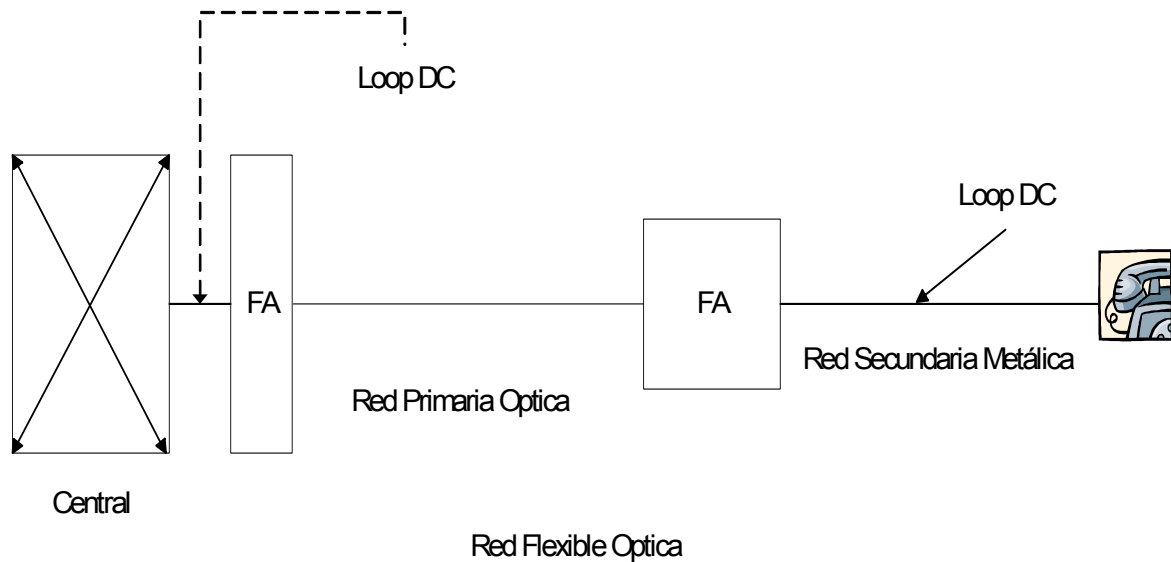 Loop DC
Loop DC
FA
FA
Red Secundaria Metálica
Red Primaria Optica
Central
Red Flexible Optica